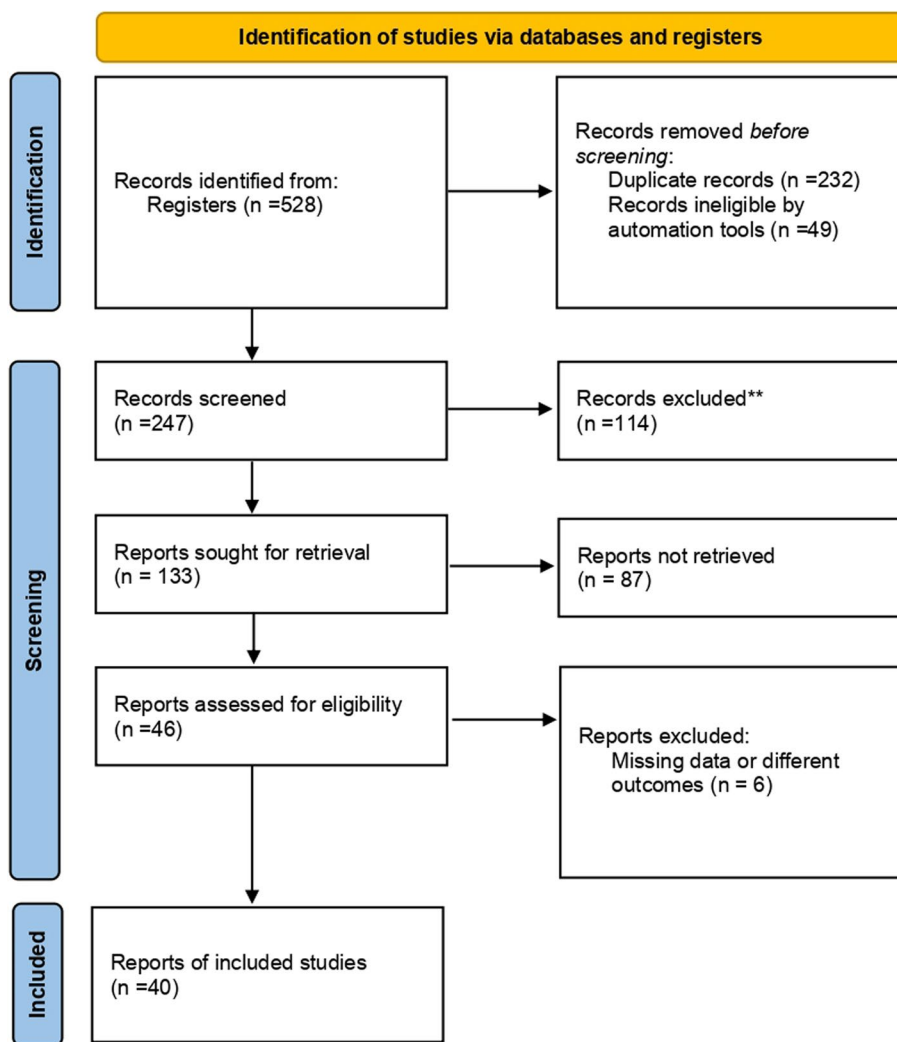 Identification of studies via databases and registers
Identification
Records identified from:
Registers (n =528)
Records removed before
screening:
Duplicate records (n =232)
Records ineligible by
automation tools (n =49)
Screening
Records screened
(n =247)
Records excluded**
(n =114)
Reports sought for retrieval
(n = 133)
Reports not retrieved
(n = 87)
Reports assessed for eligibility
(n =46)
Reports excluded:
Missing data or different
outcomes (n = 6)
Included
Reports of included studies
(n =40)